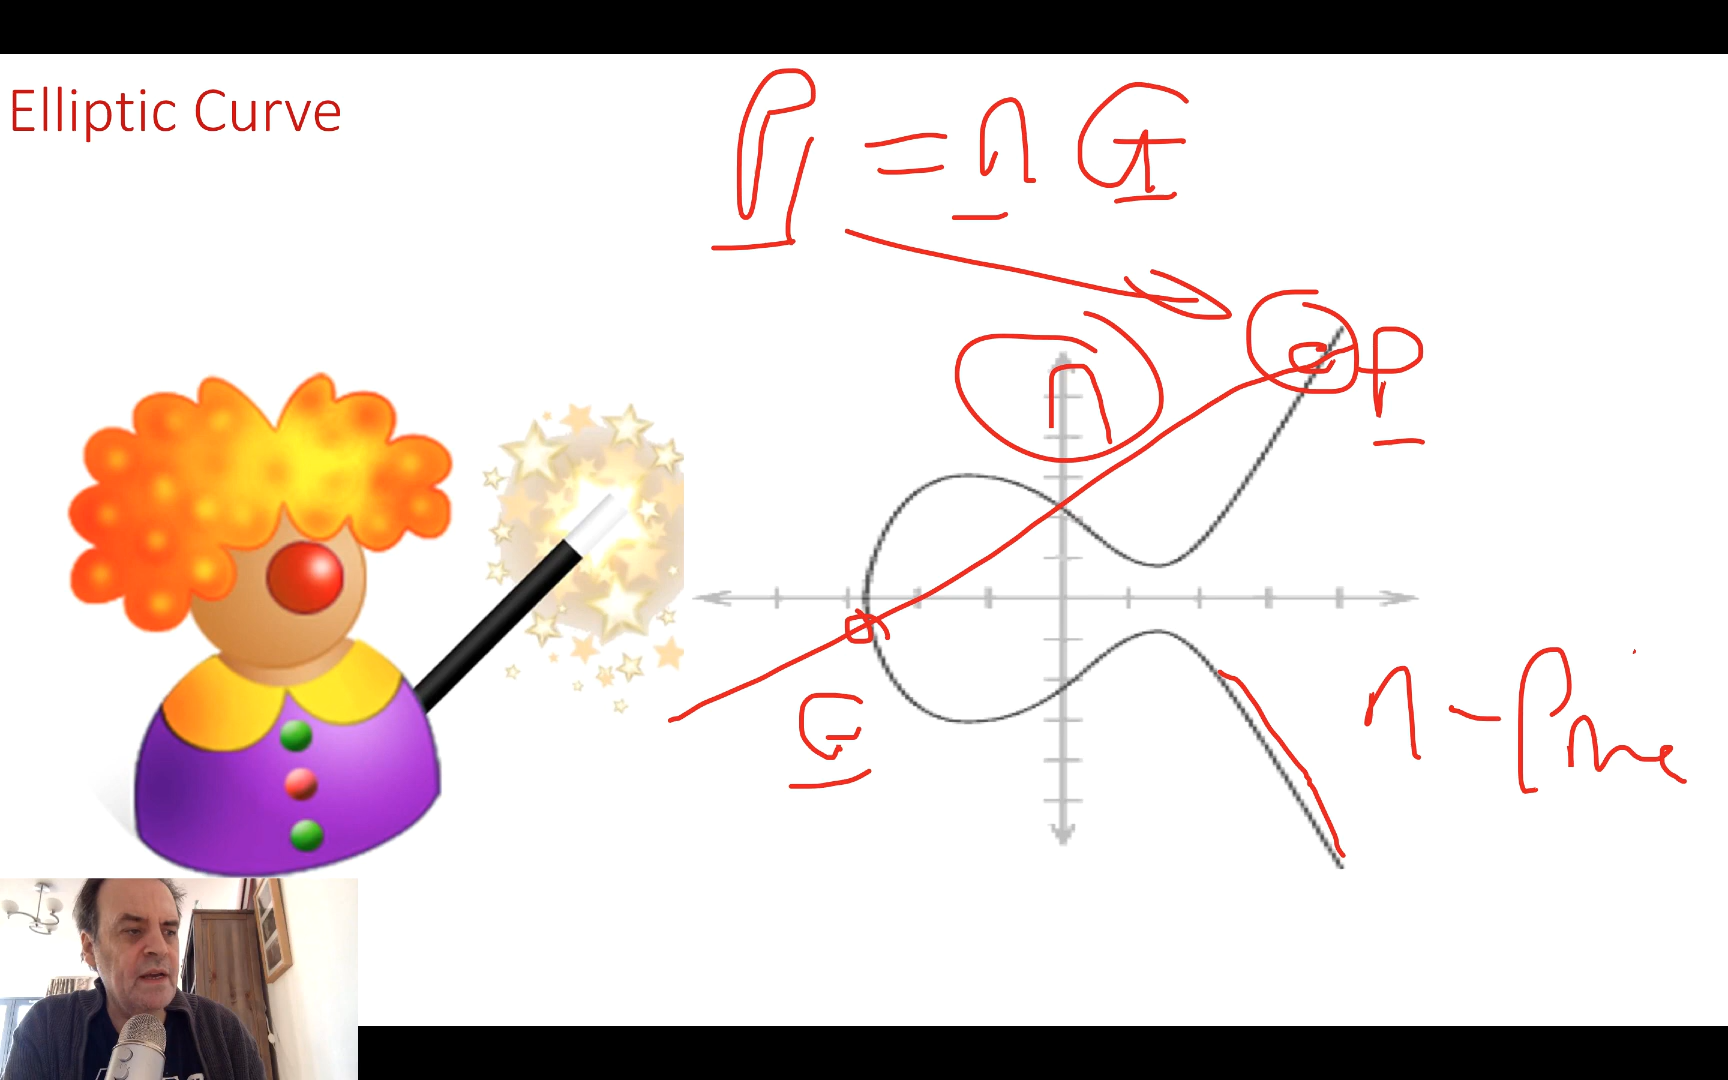 Elliptic Curve
P = n G
n
P
G
n - Prime